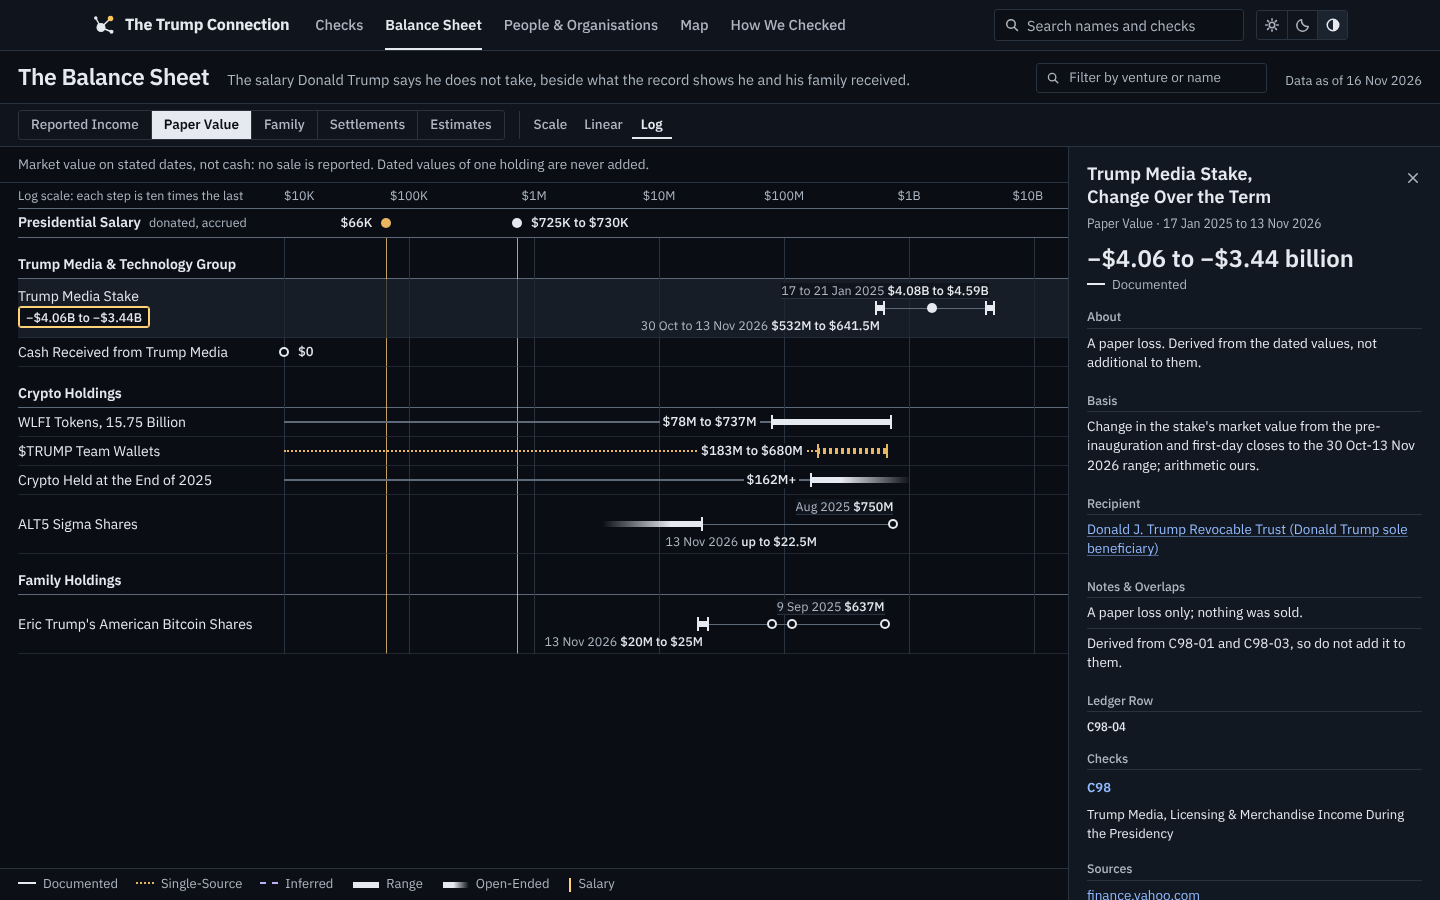 The Trump Connection
Checks
Balance Sheet
People & Organisations
Map
How We Checked
Search names and checks
The Balance Sheet
The salary Donald Trump says he does not take, beside what the record shows he and his family received.
Filter by venture or name
Data as of 16 Nov 2026
Reported Income
Paper Value
Family
Settlements
Estimates
Scale
Linear
Log
Market value on stated dates, not cash: no sale is reported. Dated values of one holding are never added.
Log scale: each step is ten times the last
$10K
$100K
$1M
$10M
$100M
$1B
$10B
Presidential Salary donated, accrued
$66K
$725K to $730K
Trump Media & Technology Group
Trump Media Stake
−$4.06B to −$3.44B
17 to 21 Jan 2025 $4.08B to $4.59B
30 Oct to 13 Nov 2026 $532M to $641.5M
Cash Received from Trump Media
$0
Crypto Holdings
WLFI Tokens, 15.75 Billion
$78M to $737M
$TRUMP Team Wallets
$183M to $680M
Crypto Held at the End of 2025
$162M+
ALT5 Sigma Shares
Aug 2025 $750M
13 Nov 2026 up to $22.5M
Family Holdings
Eric Trump's American Bitcoin Shares
9 Sep 2025 $637M
13 Nov 2026 $20M to $25M
Documented
Single-Source
Inferred
Range
Open-Ended
Salary
Trump Media Stake,
Change Over the Term
Paper Value · 17 Jan 2025 to 13 Nov 2026
−$4.06 to −$3.44 billion
Documented
About
A paper loss. Derived from the dated values, not
additional to them.
Basis
Change in the stake's market value from the pre-
inauguration and first-day closes to the 30 Oct-13 Nov
2026 range; arithmetic ours.
Recipient
Donald J. Trump Revocable Trust (Donald Trump sole
beneficiary)
Notes & Overlaps
A paper loss only; nothing was sold.
Derived from C98-01 and C98-03, so do not add it to
them.
Ledger Row
C98-04
Checks
C98
Trump Media, Licensing & Merchandise Income During
the Presidency
Sources
finance.yahoo.com